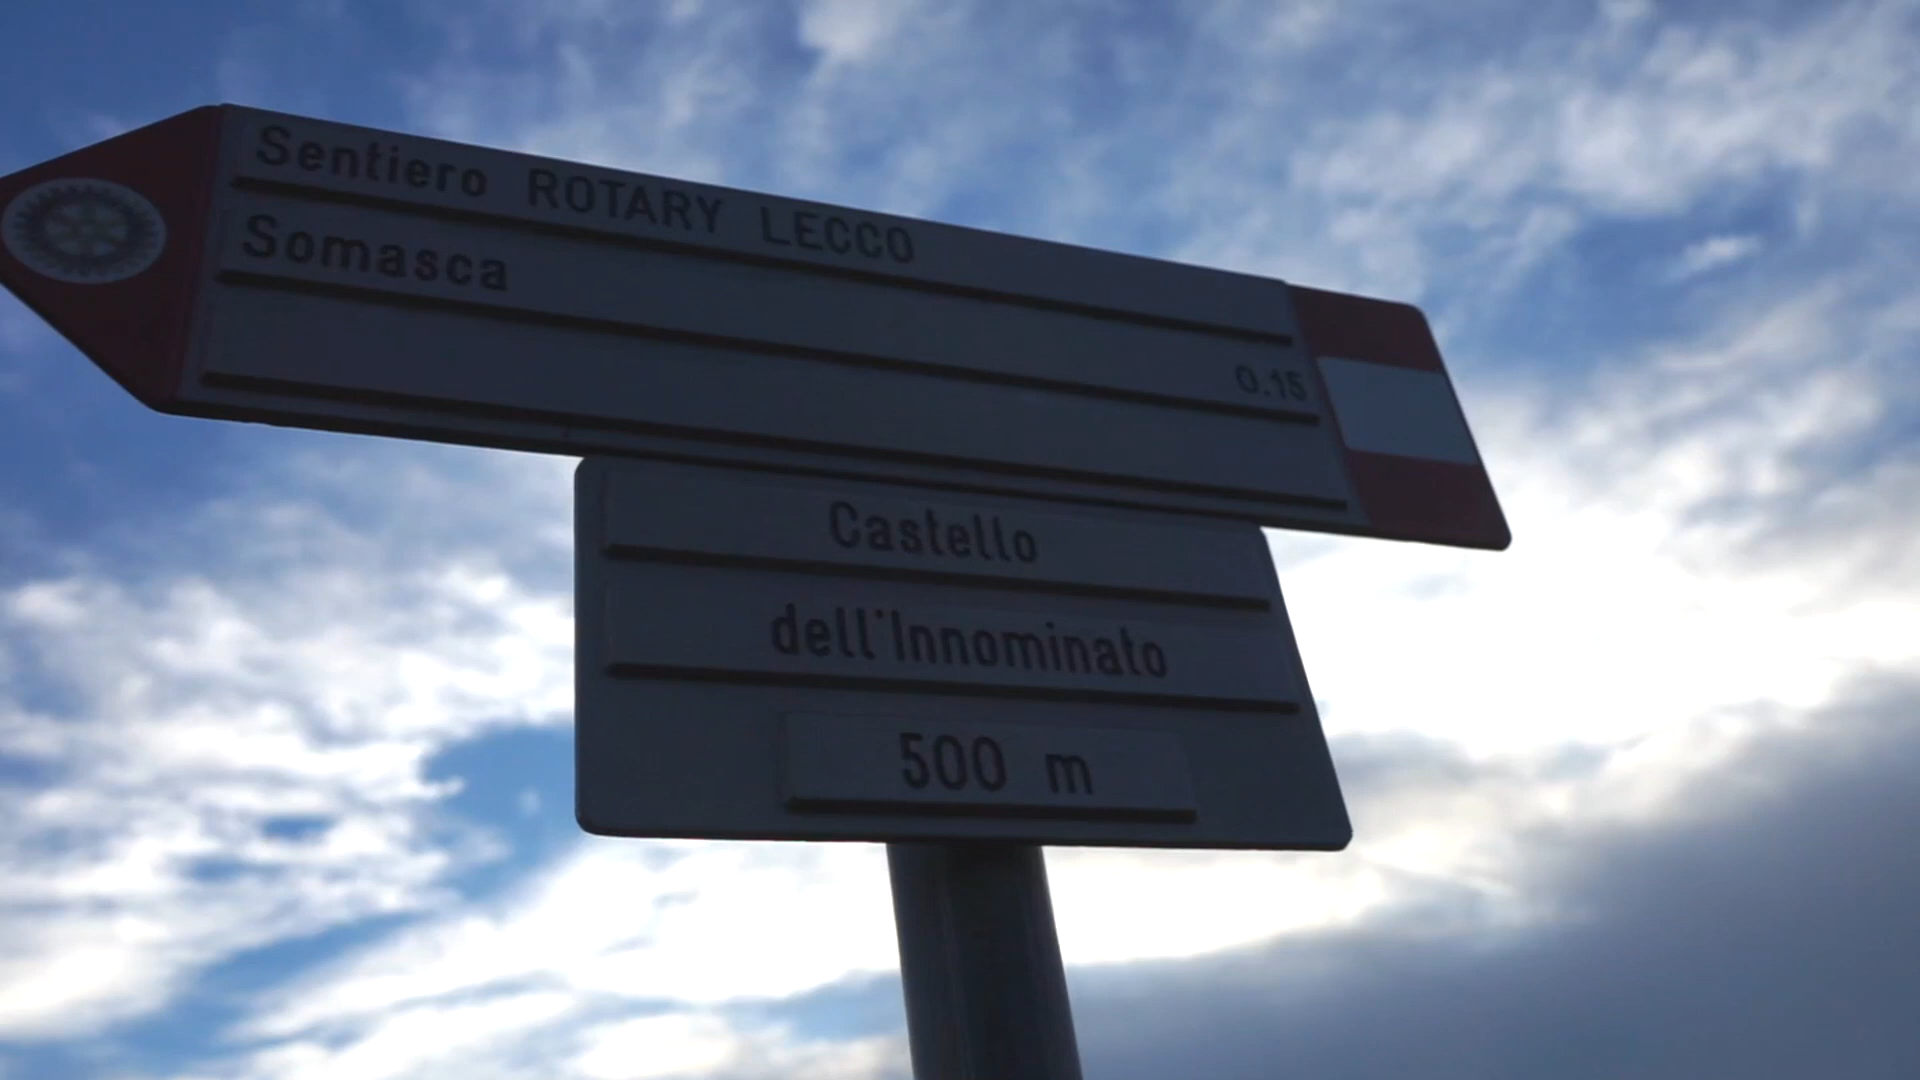 Sentiero ROTARY LECCO
Somasca
0.15
Castello
dell'Innominato
500 m